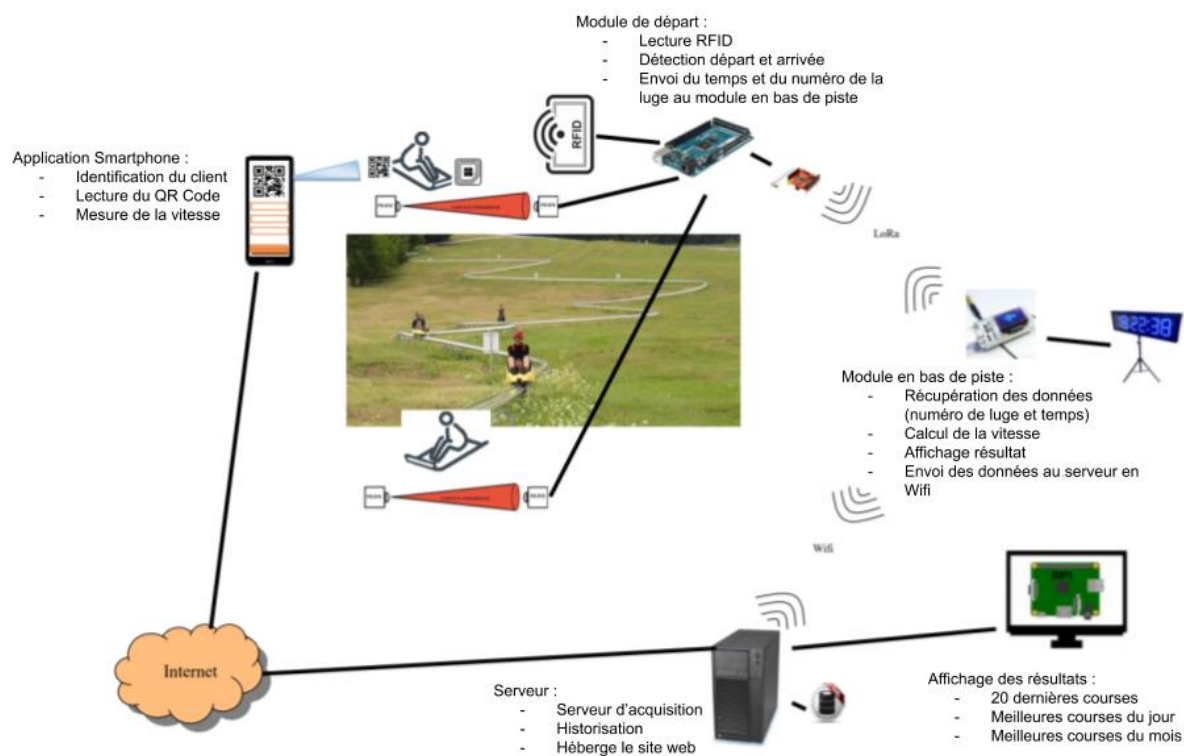 Module de départ :
- Lecture RFID
- Détection départ et arrivée
- Envoi du temps et du numéro de la
luge au module en bas de piste
RFID
Application Smartphone :
- Identification du client
- Lecture du QR Code
- Mesure de la vitesse
LoRa
18:22:38
Module en bas de piste :
- Récupération des données
(numéro de luge et temps)
- Calcul de la vitesse
- Affichage résultat
- Envoi des données au serveur en
Wifi
Wifi
Internet
Serveur :
- Serveur d'acquisition
- Historisation
- Héberge le site web
Affichage des résultats :
- 20 dernières courses
- Meilleures courses du jour
- Meilleures courses du mois